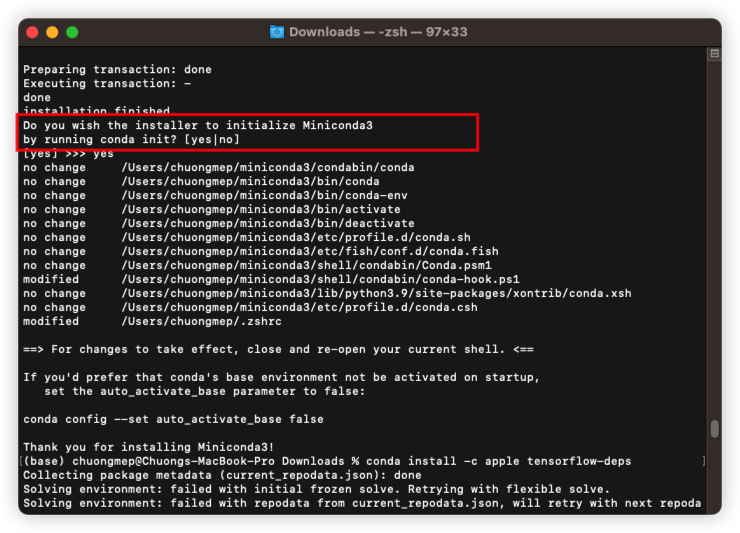 Downloads — -zsh — 97×33
Preparing transaction: done
Executing transaction: -
done
installation finished.
Do you wish the installer to initialize Miniconda3
by running conda init? [yes|no]
[yes] >>> yes
no change     /Users/chuongmep/miniconda3/condabin/conda
no change     /Users/chuongmep/miniconda3/bin/conda
no change     /Users/chuongmep/miniconda3/bin/conda-env
no change     /Users/chuongmep/miniconda3/bin/activate
no change     /Users/chuongmep/miniconda3/bin/deactivate
no change     /Users/chuongmep/miniconda3/etc/profile.d/conda.sh
no change     /Users/chuongmep/miniconda3/etc/fish/conf.d/conda.fish
no change     /Users/chuongmep/miniconda3/shell/condabin/Conda.psm1
modified      /Users/chuongmep/miniconda3/shell/condabin/conda-hook.ps1
no change     /Users/chuongmep/miniconda3/lib/python3.9/site-packages/xontrib/conda.xsh
no change     /Users/chuongmep/miniconda3/etc/profile.d/conda.csh
modified      /Users/chuongmep/.zshrc
==> For changes to take effect, close and re-open your current shell. <==
If you'd prefer that conda's base environment not be activated on startup,
   set the auto_activate_base parameter to false:
conda config --set auto_activate_base false
Thank you for installing Miniconda3!
[(base) chuongmep@Chuongs-MacBook-Pro Downloads % conda install -c apple tensorflow-deps ]
Collecting package metadata (current_repodata.json): done
Solving environment: failed with initial frozen solve. Retrying with flexible solve.
Solving environment: failed with repodata from current_repodata.json, will retry with next repoda